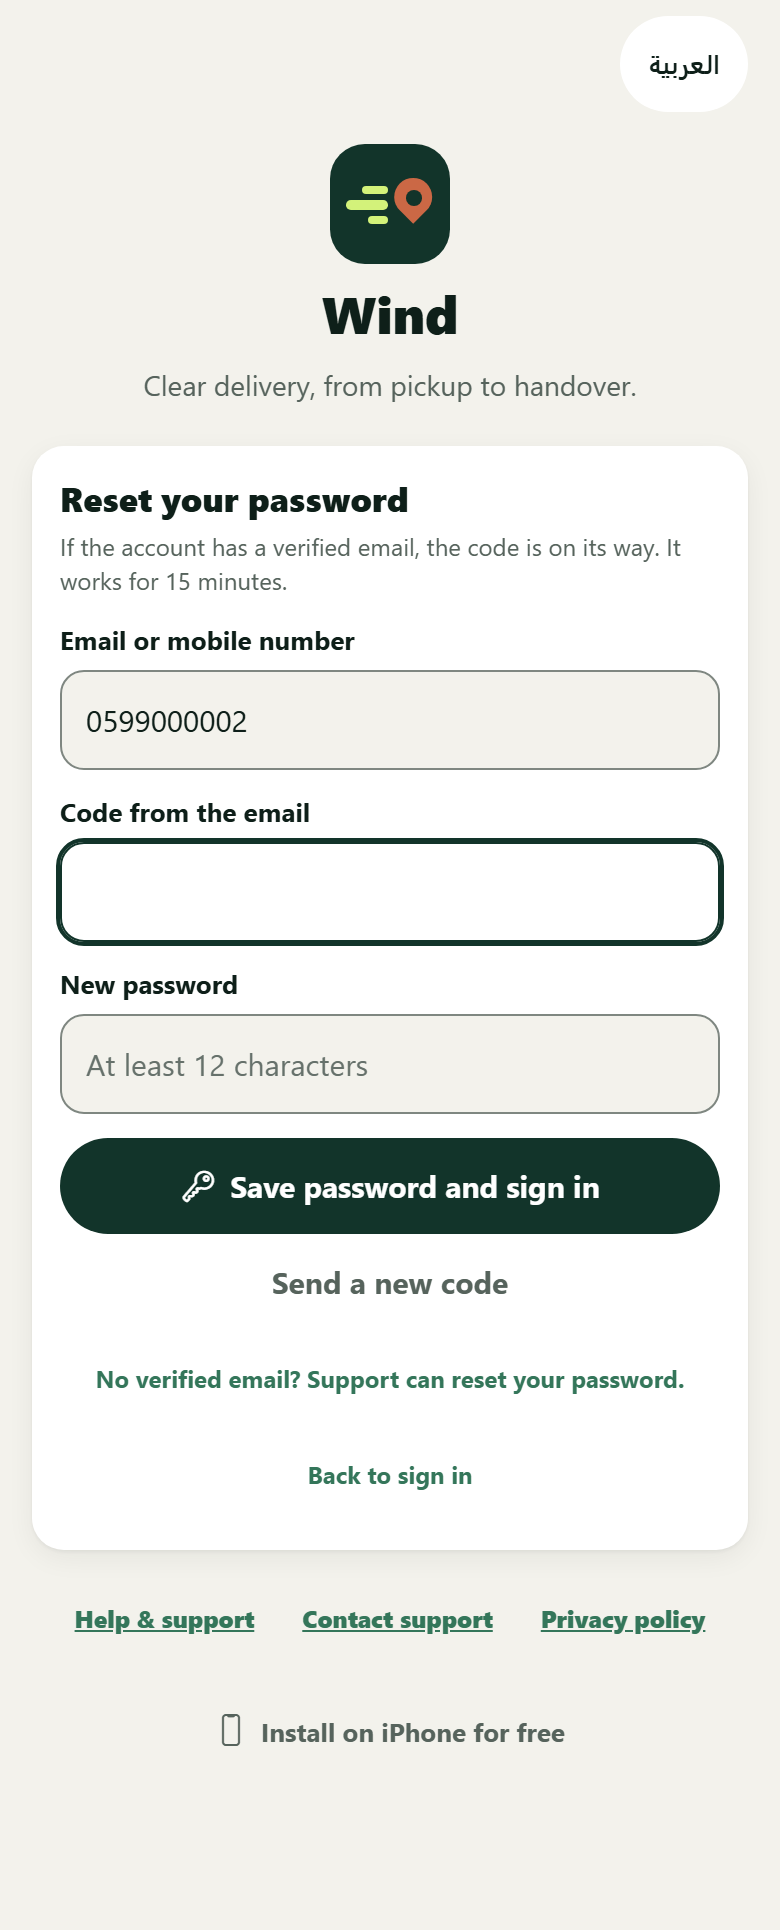 العربية
Wind
Clear delivery, from pickup to handover.
Reset your password
If the account has a verified email, the code is on its way. It
works for 15 minutes.
Email or mobile number
0599000002
Code from the email
New password
At least 12 characters
Save password and sign in
Send a new code
No verified email? Support can reset your password.
Back to sign in
Help & support
Contact support
Privacy policy
Install on iPhone for free